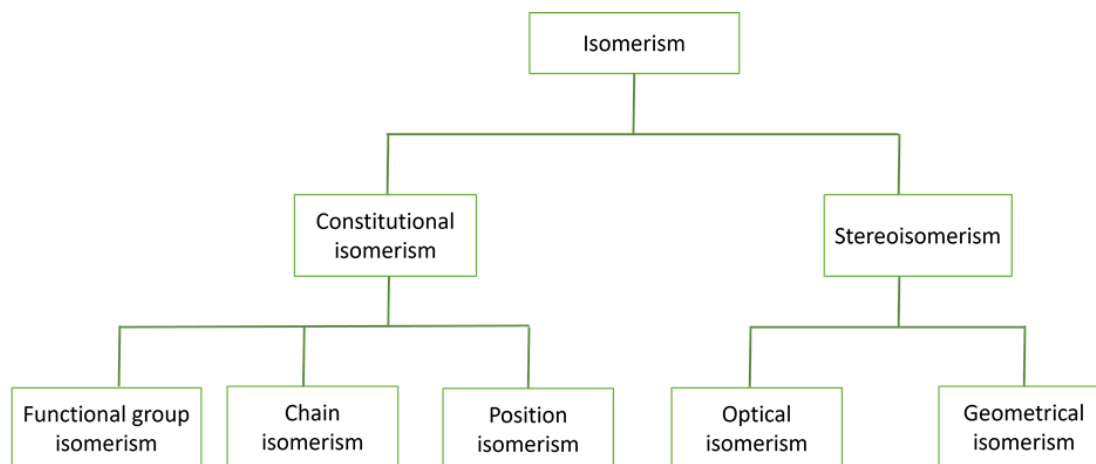 Isomerism
Constitutional
isomerism
Stereoisomerism
Functional group
isomerism
Chain
isomerism
Position
isomerism
Optical
isomerism
Geometrical
isomerism